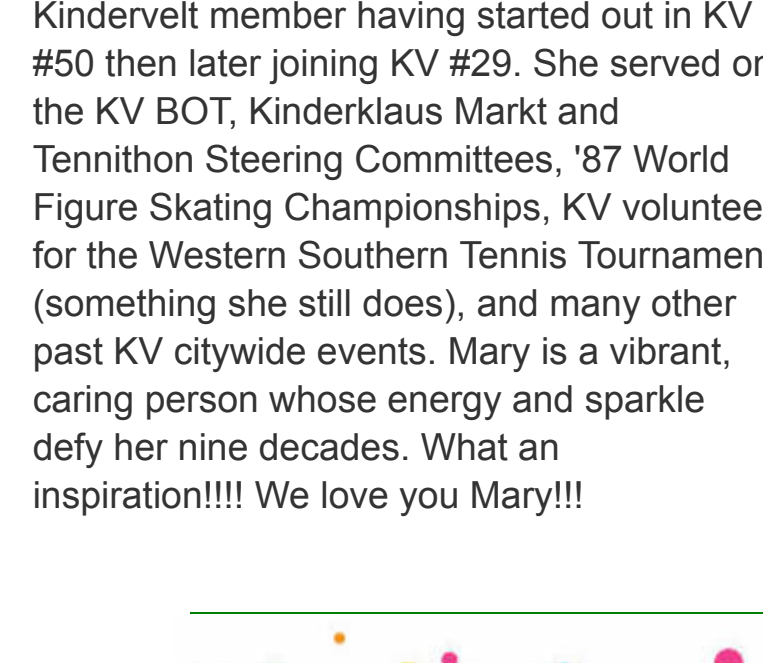 Kindervelt member having started out in KV
#50 then later joining KV #29. She served or
the KV BOT, Kinderklaus Markt and
Tennithon Steering Committees, '87 World
Figure Skating Championships, KV voluntee
for the Western Southern Tennis Tournamen
(something she still does), and many other
past KV citywide events. Mary is a vibrant,
caring person whose energy and sparkle
defy her nine decades. What an
inspiration!!!! We love you Mary!!!